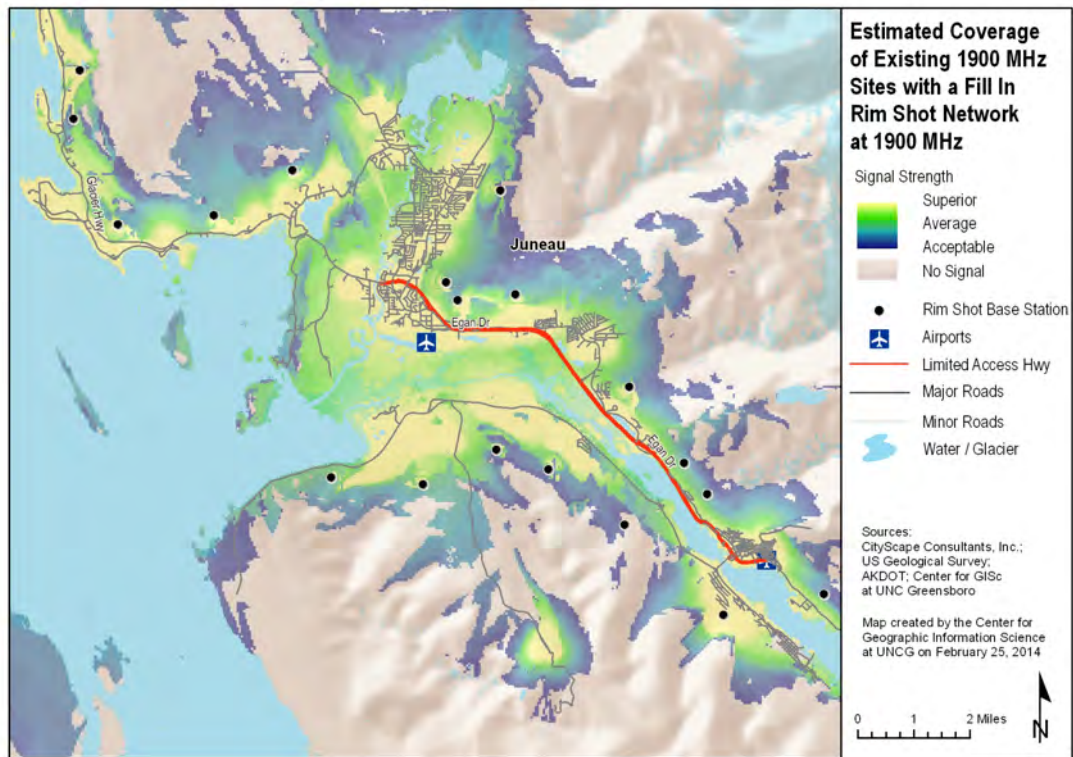 Estimated Coverage
of Existing 1900 MHz
Sites with a Fill In
Rim Shot Network
at 1900 MHz
Signal Strength
Superior
Average
Acceptable
No Signal
Rim Shot Base Station
Airports
Limited Access Hwy
Major Roads
Minor Roads
Water / Glacier
Sources:
CityScape Consultants, Inc.;
US Geological Survey;
AKDOT; Center for GISc
at UNC Greensboro
Map created by the Center for
Geographic Information Science
at UNCG on February 25, 2014
0 1 2 Miles
N
Glacier Hwy
Juneau
Egan Dr
Egan Dr